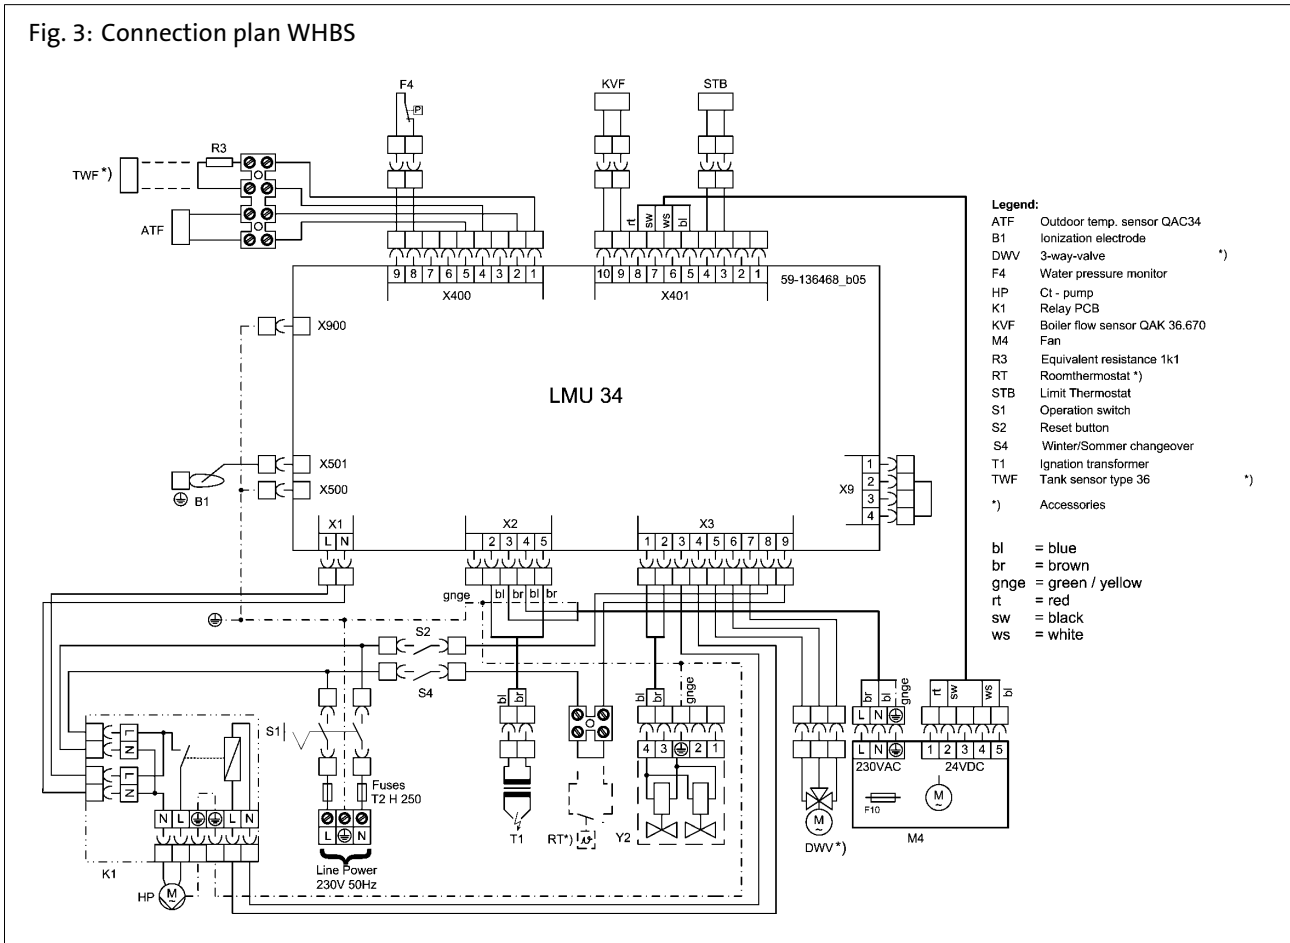 Fig. 3: Connection plan WHBS
F4
KVF
STB
P
R3
TWF *)
ATF
rt
sw
ws
bl
9 8 7 6 5 4 3 2 1
X400
10 9 8 7 6 5 4 3 2 1
X401
59-136468_b05
X900
LMU 34
X501
X500
B1
X9
1
2
3
4
X1
L N
X2
2 3 4 5
X3
1 2 3 4 5 6 7 8 9
gnge
bl br bl br
S2
S4
S1
bl br
bl br gnge
br bl gnge
rt sw ws bl
L N
L
N
L
N
N L L N
Fuses
T2 H 250
L N
Line Power
230V 50Hz
K1
HP
M
~
T1
RT*)
4 3 2 1
Y2
M
~
DWV *)
L N
230VAC
1 2 3 4 5
24VDC
F10
M
~
M4
Legend:
ATF Outdoor temp. sensor QAC34
B1 Ionization electrode
DWV 3-way-valve *)
F4 Water pressure monitor
HP Ct - pump
K1 Relay PCB
KVF Boiler flow sensor QAK 36.670
M4 Fan
R3 Equivalent resistance 1k1
RT Roomthermostat *)
STB Limit Thermostat
S1 Operation switch
S2 Reset button
S4 Winter/Sommer changeover
T1 Ignation transformer
TWF Tank sensor type 36 *)
*) Accessories
bl = blue
br = brown
gnge = green / yellow
rt = red
sw = black
ws = white